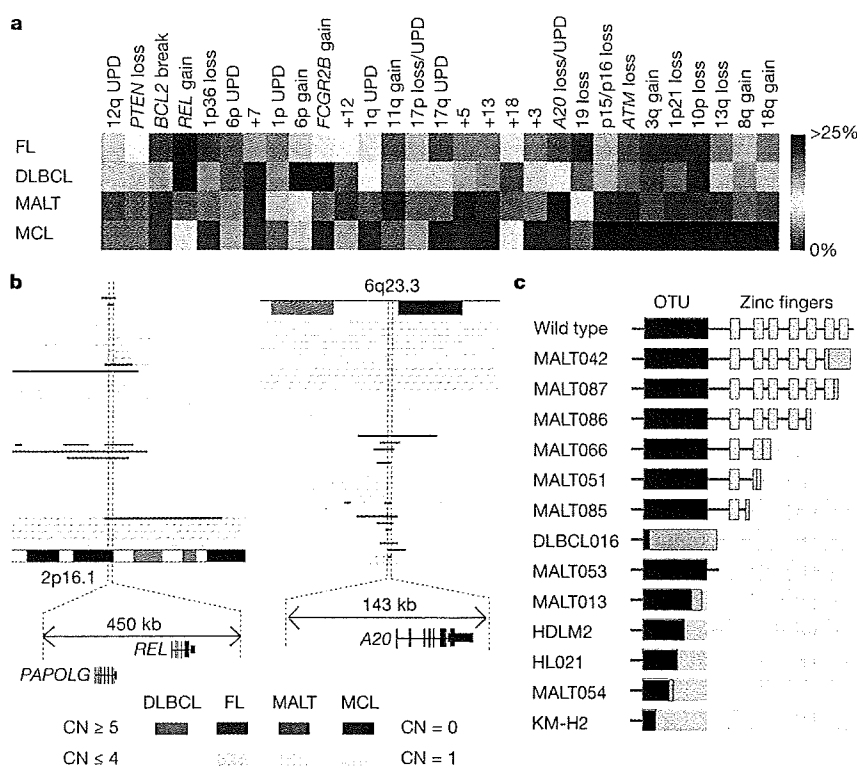 a
12q UPD
PTEN loss
BCL2 break
REL gain
1p36 loss
6p UPD
+7
1p UPD
6p gain
FCGR2B gain
+12
1q UPD
11q gain
17p loss/UPD
17q UPD
+5
+13
+18
+3
A20 loss/UPD
19 loss
p15/p16 loss
ATM loss
3q gain
1p21 loss
10p loss
13q loss
8q gain
18q gain
FL
DLBCL
MALT
MCL
>25%
0%
b
6q23.3
2p16.1
450 kb
REL
PAPOLG
143 kb
A20
DLBCL FL MALT MCL
CN ≥ 5 CN = 0
CN ≤ 4 CN = 1
c
OTU Zinc fingers
Wild type
MALT042
MALT087
MALT086
MALT066
MALT051
MALT085
DLBCL016
MALT053
MALT013
HDLM2
HL021
MALT054
KM-H2